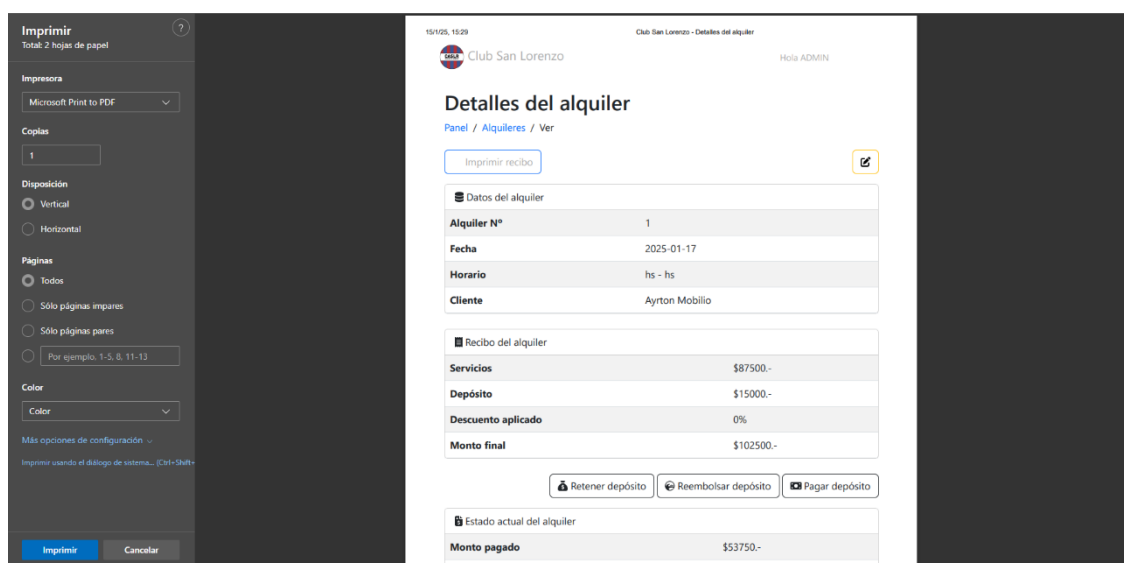 Imprimir
?
Total: 2 hojas de papel
Impresora
Microsoft Print to PDF
Copias
1
Disposición
Vertical
Horizontal
Páginas
Todos
Sólo páginas impares
Sólo páginas pares
Por ejemplo. 1-5, 8, 11-13
Color
Color
Más opciones de configuración
Imprimir usando el diálogo de sistema... (Ctrl+Shift+
Imprimir
Cancelar
15/1/25, 15:29
Club San Lorenzo - Detalles del alquiler
CASLA Club San Lorenzo
Hola ADMIN
Detalles del alquiler
Panel / Alquileres / Ver
Imprimir recibo
Datos del alquiler
Alquiler Nº 1
Fecha 2025-01-17
Horario hs - hs
Cliente Ayrton Mobilio
Recibo del alquiler
Servicios $87500.-
Depósito $15000.-
Descuento aplicado 0%
Monto final $102500.-
Retener depósito Reembolsar depósito Pagar depósito
Estado actual del alquiler
Monto pagado $53750.-